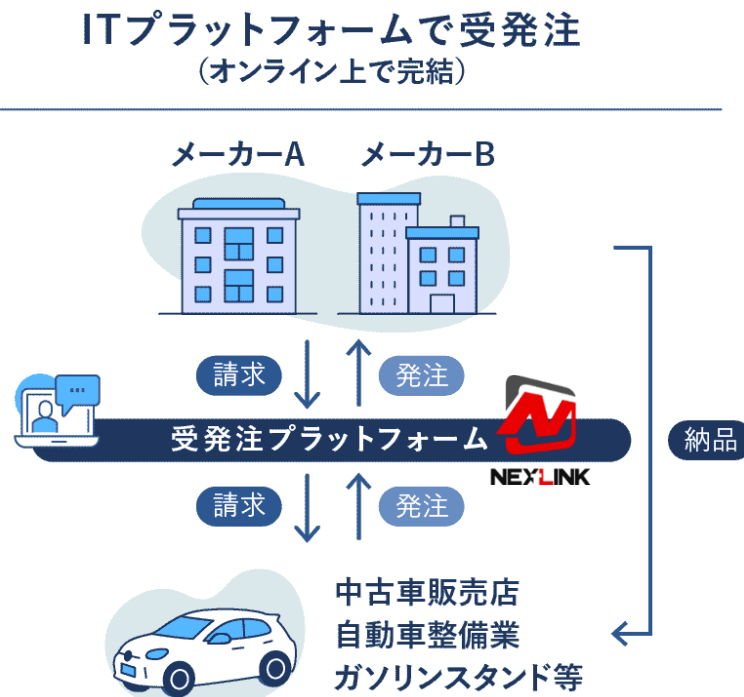 ITプラットフォームで受発注
（オンライン上で完結）
メーカーA
メーカーB
請求
発注
受発注プラットフォーム
NEXLINK
納品
請求
発注
中古車販売店
自動車整備業
ガソリンスタンド等